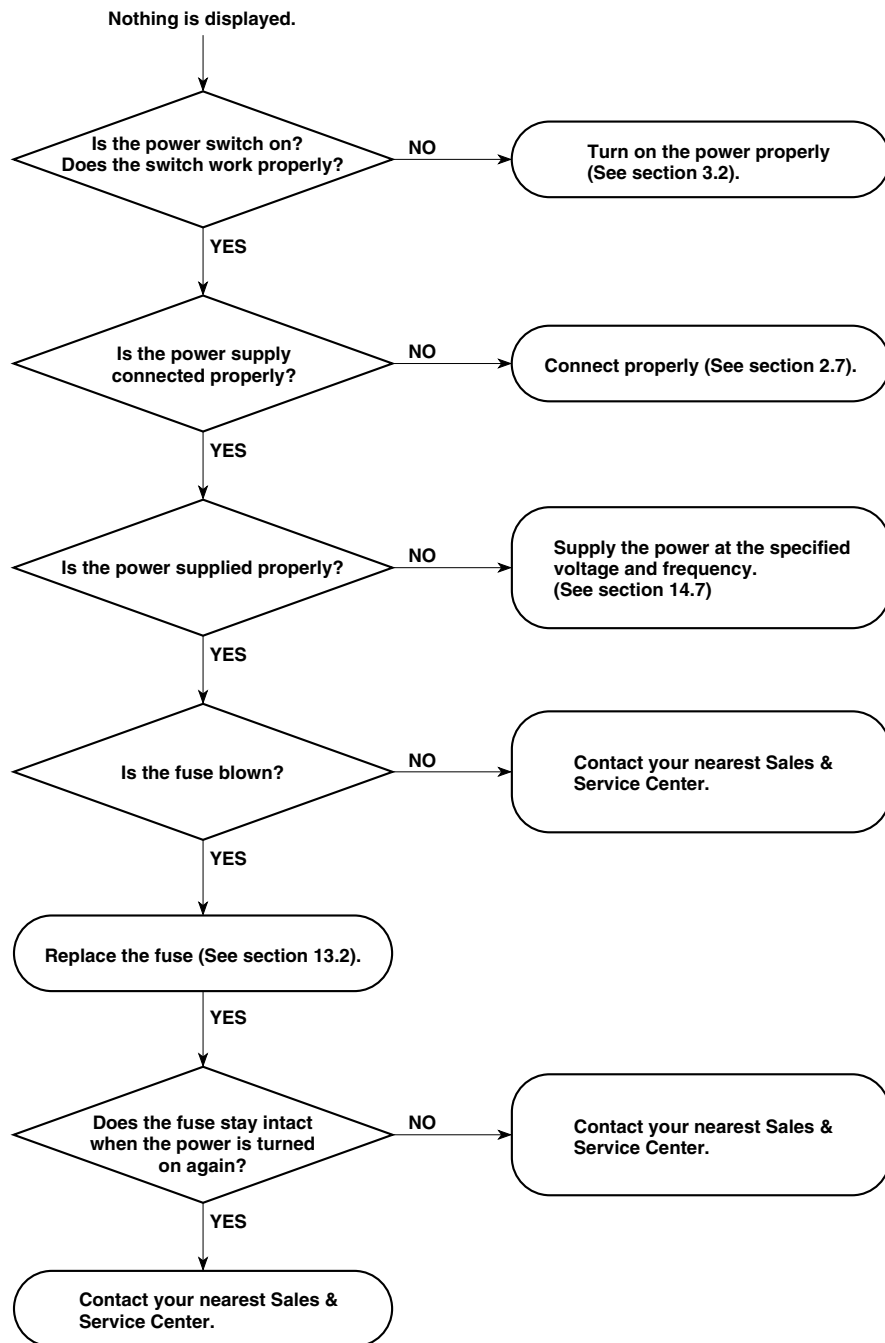 Nothing is displayed.
Is the power switch on?
Does the switch work properly?
NO
Turn on the power properly
(See section 3.2).
YES
Is the power supply
connected properly?
NO
Connect properly (See section 2.7).
YES
Is the power supplied properly?
NO
Supply the power at the specified
voltage and frequency.
(See section 14.7)
YES
Is the fuse blown?
NO
Contact your nearest Sales &
Service Center.
YES
Replace the fuse (See section 13.2).
YES
Does the fuse stay intact
when the power is turned
on again?
NO
Contact your nearest Sales &
Service Center.
YES
Contact your nearest Sales &
Service Center.